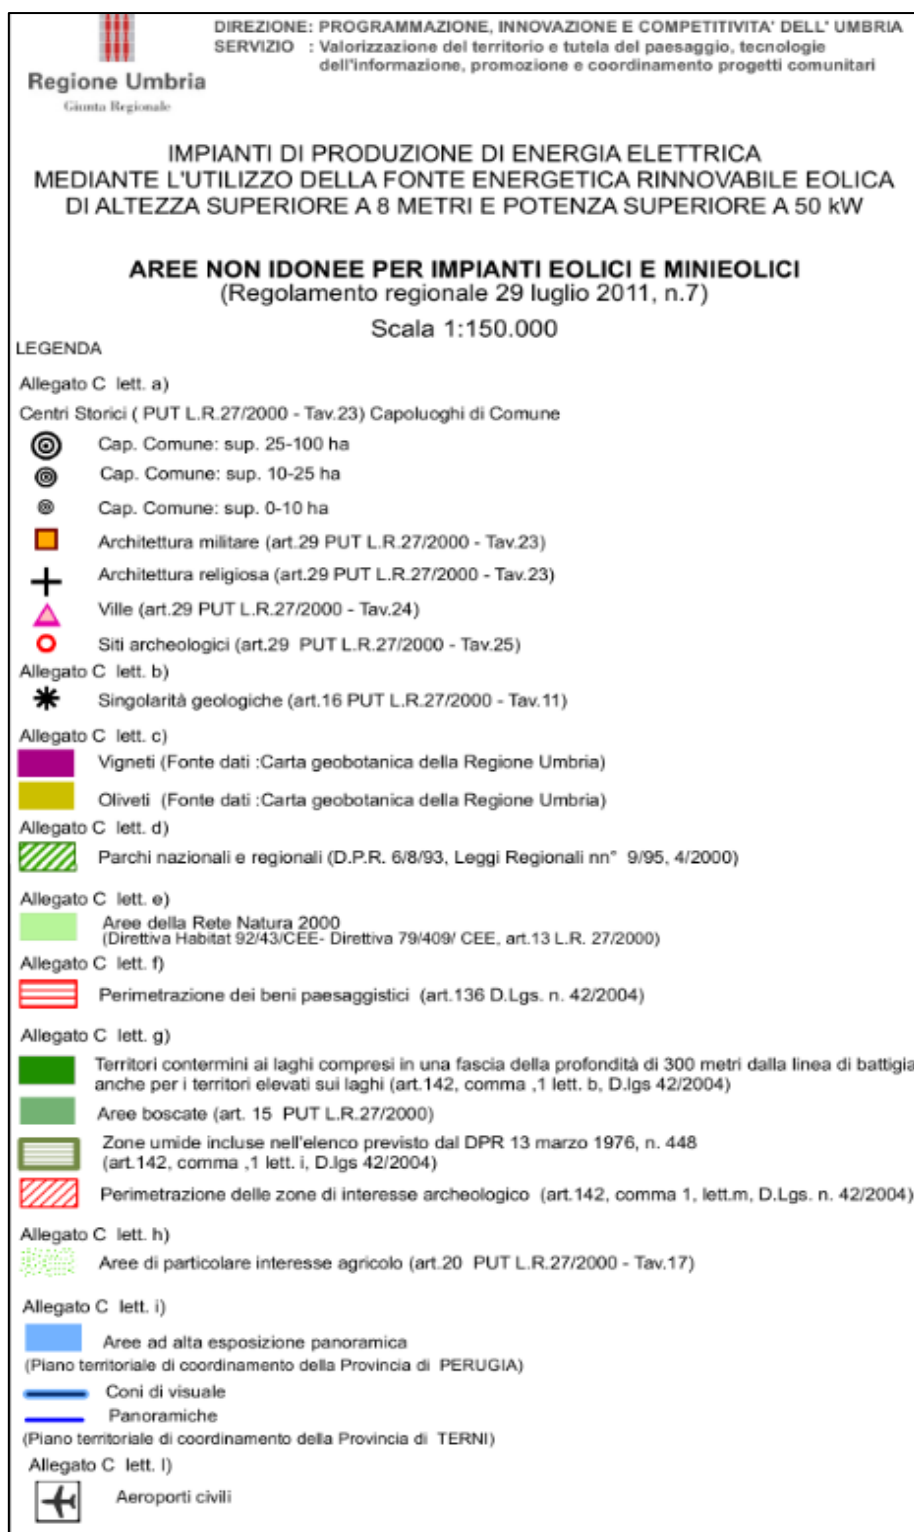 DIREZIONE: PROGRAMMAZIONE, INNOVAZIONE E COMPETITIVITA' DELL' UMBRIA
SERVIZIO : Valorizzazione del territorio e tutela del paesaggio, tecnologie
dell'informazione, promozione e coordinamento progetti comunitari
Regione Umbria
Giunta Regionale
IMPIANTI DI PRODUZIONE DI ENERGIA ELETTRICA
MEDIANTE L'UTILIZZO DELLA FONTE ENERGETICA RINNOVABILE EOLICA
DI ALTEZZA SUPERIORE A 8 METRI E POTENZA SUPERIORE A 50 kW
AREE NON IDONEE PER IMPIANTI EOLICI E MINIEOLICI
(Regolamento regionale 29 luglio 2011, n.7)
Scala 1:150.000
LEGENDA
Allegato C lett. a)
Centri Storici ( PUT L.R.27/2000 - Tav.23) Capoluoghi di Comune
Cap. Comune: sup. 25-100 ha
Cap. Comune: sup. 10-25 ha
Cap. Comune: sup. 0-10 ha
Architettura militare (art.29 PUT L.R.27/2000 - Tav.23)
Architettura religiosa (art.29 PUT L.R.27/2000 - Tav.23)
Ville (art.29 PUT L.R.27/2000 - Tav.24)
Siti archeologici (art.29 PUT L.R.27/2000 - Tav.25)
Allegato C lett. b)
Singolarità geologiche (art.16 PUT L.R.27/2000 - Tav.11)
Allegato C lett. c)
Vigneti (Fonte dati :Carta geobotanica della Regione Umbria)
Oliveti (Fonte dati :Carta geobotanica della Regione Umbria)
Allegato C lett. d)
Parchi nazionali e regionali (D.P.R. 6/8/93, Leggi Regionali nn° 9/95, 4/2000)
Allegato C lett. e)
Aree della Rete Natura 2000
(Direttiva Habitat 92/43/CEE- Direttiva 79/409/ CEE, art.13 L.R. 27/2000)
Allegato C lett. f)
Perimetrazione dei beni paesaggistici (art.136 D.Lgs. n. 42/2004)
Allegato C lett. g)
Territori contermini ai laghi compresi in una fascia della profondità di 300 metri dalla linea di battigia
anche per i territori elevati sui laghi (art.142, comma ,1 lett. b, D.lgs 42/2004)
Aree boscate (art. 15 PUT L.R.27/2000)
Zone umide incluse nell'elenco previsto dal DPR 13 marzo 1976, n. 448
(art.142, comma ,1 lett. i, D.lgs 42/2004)
Perimetrazione delle zone di interesse archeologico (art.142, comma 1, lett.m, D.Lgs. n. 42/2004)
Allegato C lett. h)
Aree di particolare interesse agricolo (art.20 PUT L.R.27/2000 - Tav.17)
Allegato C lett. i)
Aree ad alta esposizione panoramica
(Piano territoriale di coordinamento della Provincia di PERUGIA)
Coni di visuale
Panoramiche
(Piano territoriale di coordinamento della Provincia di TERNI)
Allegato C lett. l)
Aeroporti civili